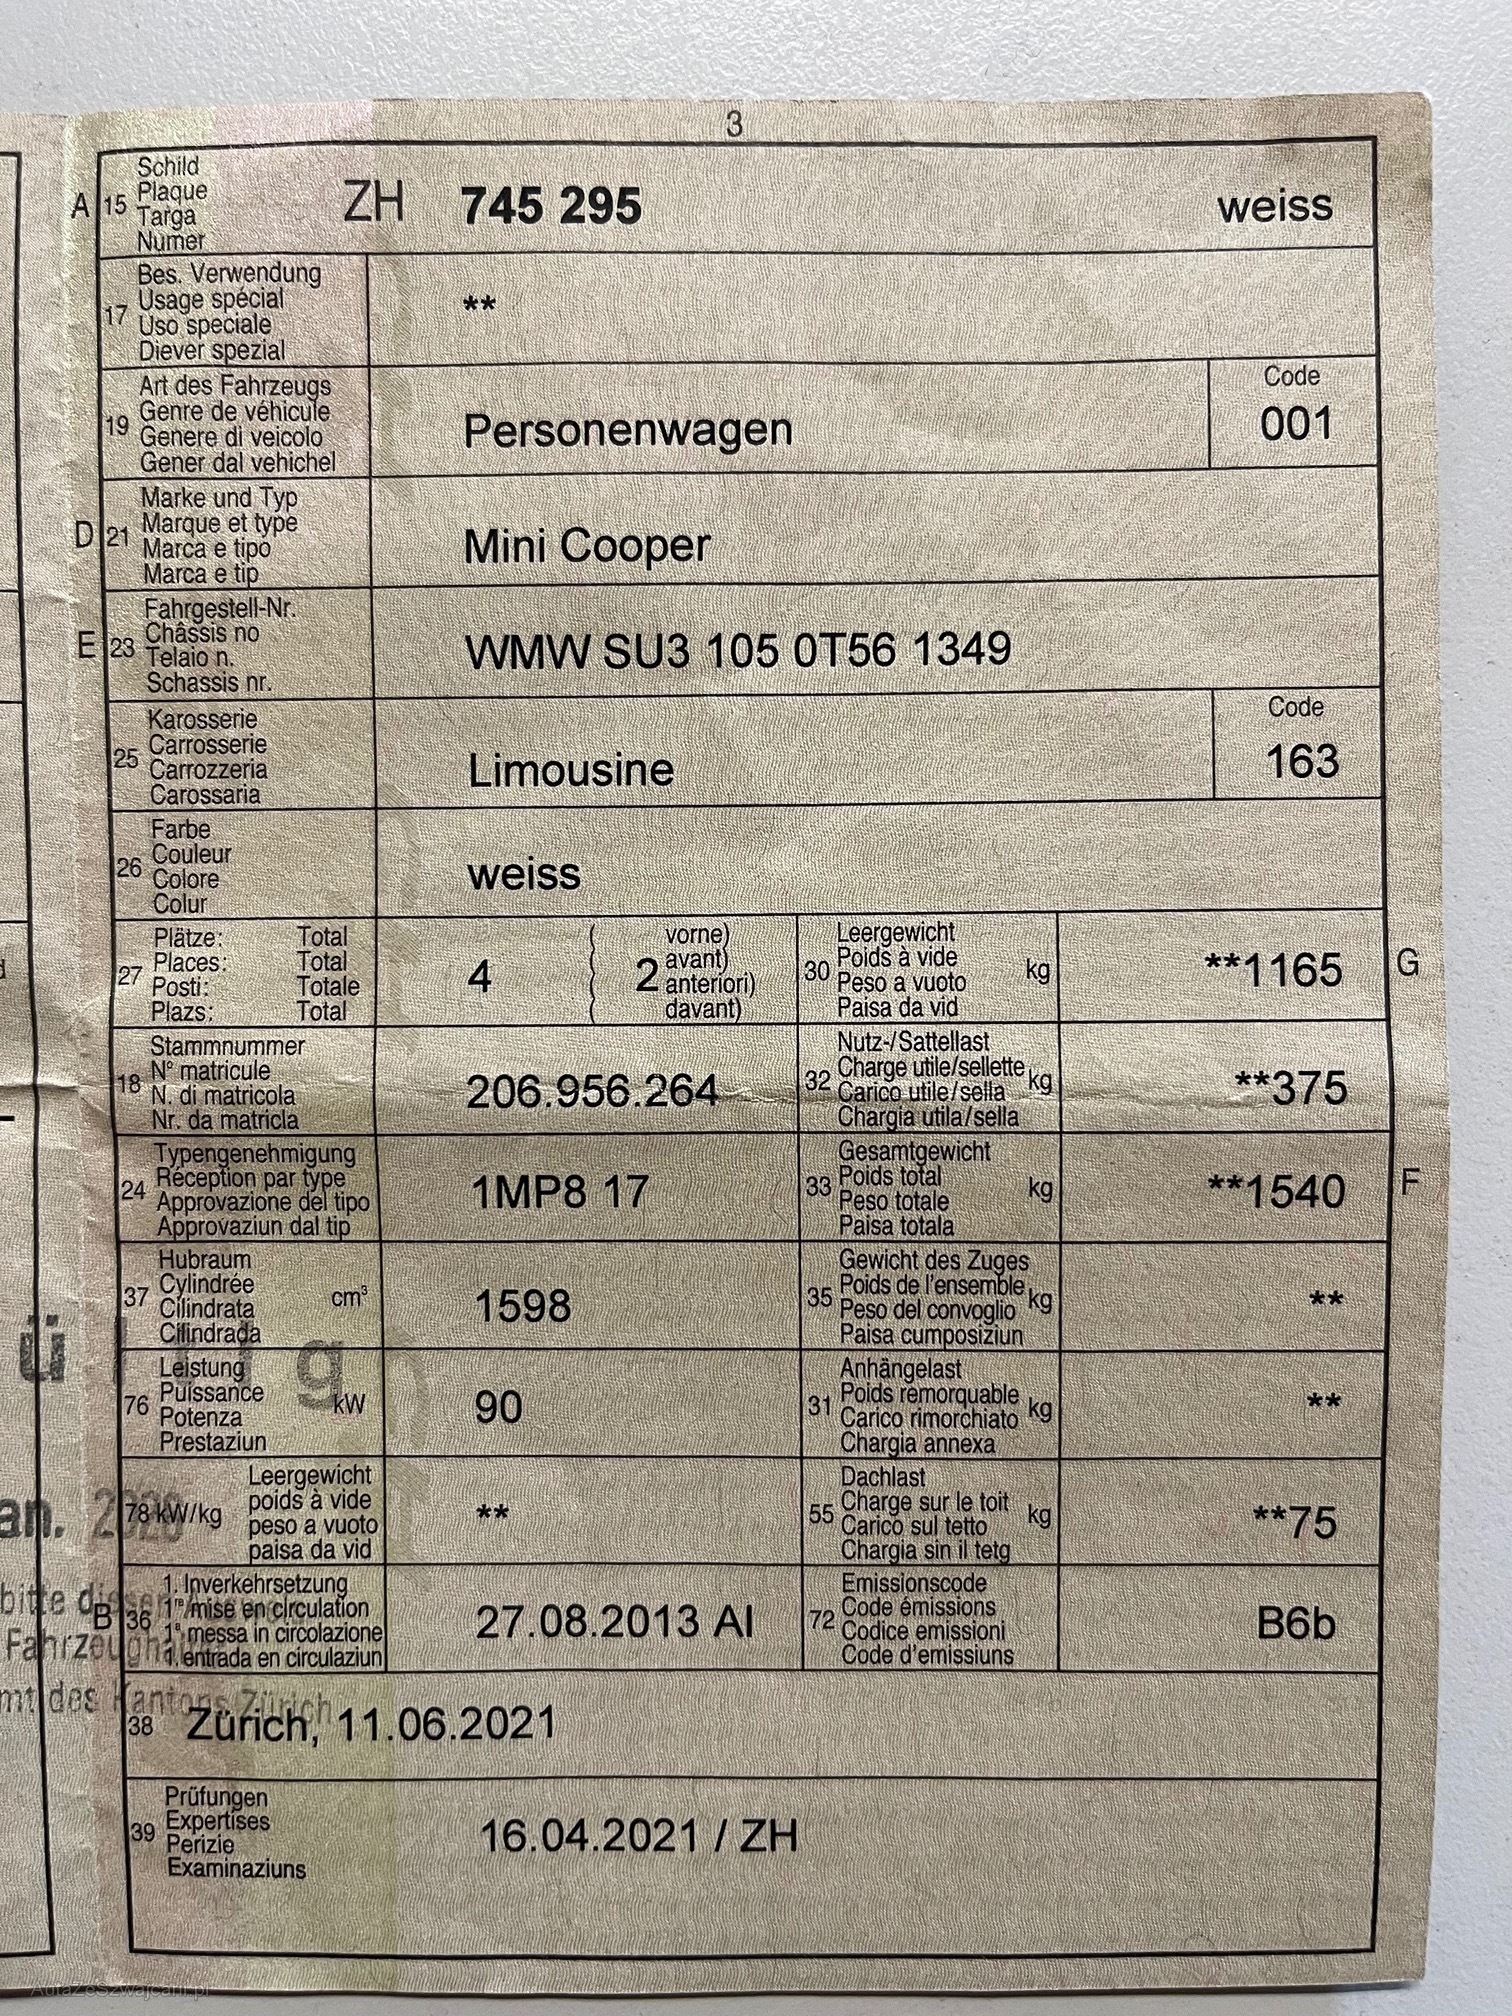 3
A 15 Schild
Plaque
Targa
Numer
ZH 745 295 weiss
17 Bes. Verwendung
Usage spécial
Uso speciale
Diever spezial
**
19 Art des Fahrzeugs
Genre de véhicule
Genere di veicolo
Gener dal vehichel
Personenwagen
Code
001
D 21 Marke und Typ
Marque et type
Marca e tipo
Marca e tip
Mini Cooper
E 23 Fahrgestell-Nr.
Châssis no
Telaio n.
Schassis nr.
WMW SU3 105 0T56 1349
25 Karosserie
Carrosserie
Carrozzeria
Carossaria
Limousine
Code
163
26 Farbe
Couleur
Colore
Colur
weiss
27 Plätze: Total
Places: Total
Posti: Totale
Plazs: Total
4 2
vorne)
avant)
anteriori)
davant)
30 Leergewicht
Poids à vide
Peso a vuoto
Paisa da vid
kg **1165 G
18 Stammnummer
N° matricule
N. di matricola
Nr. da matricla
206.956.264
32 Nutz-/Sattellast
Charge utile/sellette
Carico utile/sella
Chargia utila/sella
kg **375
24 Typengenehmigung
Réception par type
Approvazione del tipo
Approvaziun dal tip
1MP8 17
33 Gesamtgewicht
Poids total
Peso totale
Paisa totala
kg **1540 F
37 Hubraum
Cylindrée
Cilindrata
Cilindrada
cm³ 1598
35 Gewicht des Zuges
Poids de l'ensemble
Peso del convoglio
Paisa cumposiziun
kg **
76 Leistung
Puissance
Potenza
Prestaziun
kW 90
31 Anhängelast
Poids remorquable
Carico rimorchiato
Chargia annexa
kg **
78 kW/kg
Leergewicht
poids à vide
peso a vuoto
paisa da vid
**
55 Dachlast
Charge sur le toit
Carico sul tetto
Chargia sin il tetg
kg **75
B 36 1. Inverkehrsetzung
1re mise en circulation
1a messa in circolazione
1. entrada en circulaziun
27.08.2013 AI
72 Emissionscode
Code émissions
Codice emissioni
Code d'emissiuns
B6b
bitte
mt des Kantons Zürich
38 Zürich, 11.06.2021
39 Prüfungen
Expertises
Perizie
Examinaziuns
16.04.2021 / ZH
AutazeSzwajcarii.pl